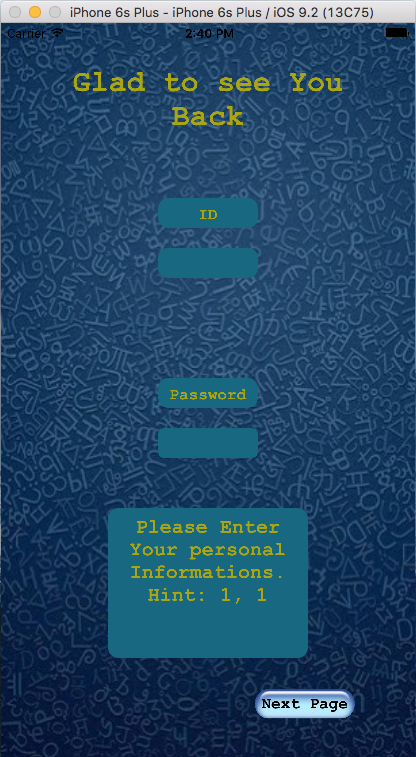 iPhone 6s Plus - iPhone 6s Plus / iOS 9.2 (13C75)
Carrier 2:40 PM
Glad to see You
Back
ID
Password
Please Enter
Your personal
Informations.
Hint: 1, 1
Next Page